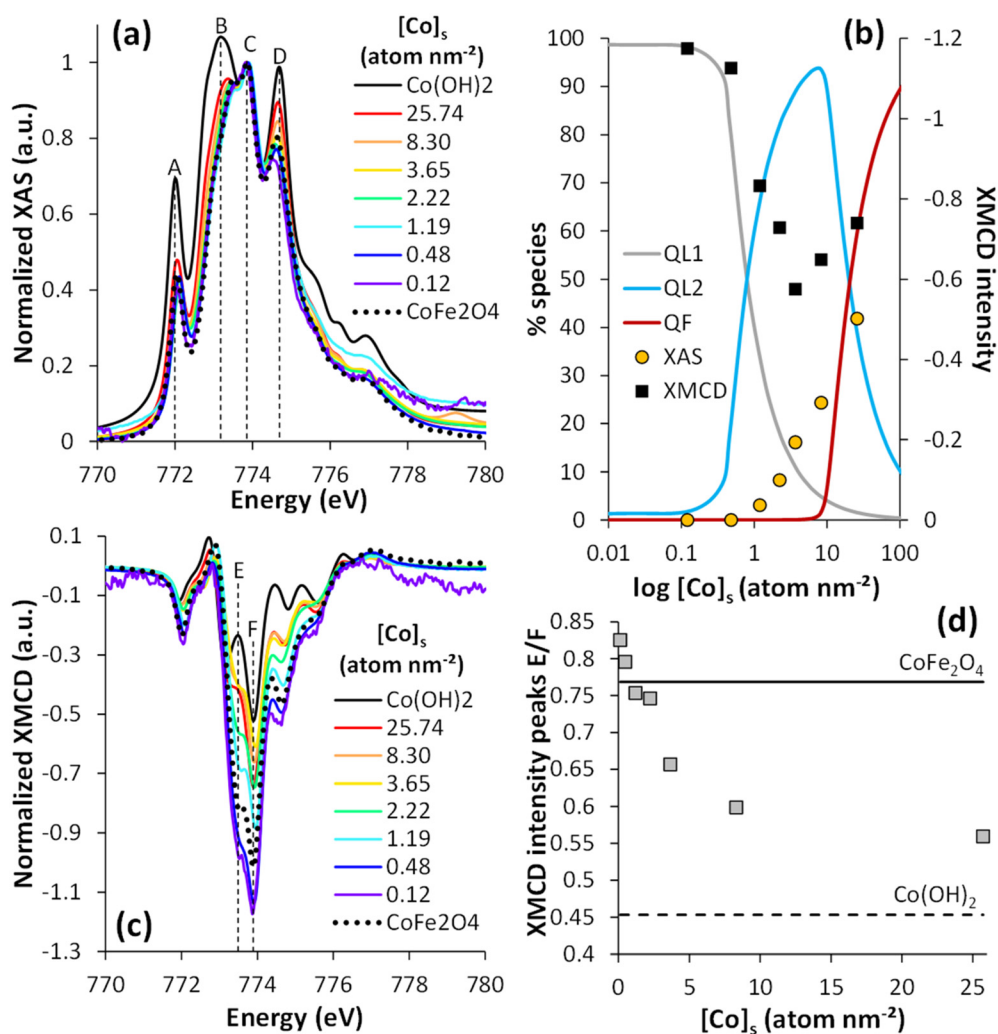 (a)
A
B
C
D
[Co]s
(atom nm⁻²)
Co(OH)2
25.74
8.30
3.65
2.22
1.19
0.48
0.12
CoFe2O4
Normalized XAS (a.u.)
1
0.8
0.6
0.4
0.2
0
770 772 774 776 778 780
Energy (eV)
(b)
% species
100
90
80
70
60
50
40
30
20
10
0
QL1
QL2
QF
XAS
XMCD
-1.2
-1
-0.8
-0.6
-0.4
-0.2
0
XMCD intensity
0.01 0.1 1 10 100
log [Co]s (atom nm⁻²)
(c)
Normalized XMCD (a.u.)
0.1
-0.1
-0.3
-0.5
-0.7
-0.9
-1.1
-1.3
E
F
[Co]s
(atom nm⁻²)
Co(OH)2
25.74
8.30
3.65
2.22
1.19
0.48
0.12
CoFe2O4
770 772 774 776 778 780
Energy (eV)
(d)
XMCD intensity peaks E/F
0.85
0.8
0.75
0.7
0.65
0.6
0.55
0.5
0.45
0.4
CoFe₂O₄
Co(OH)₂
0 5 10 15 20 25
[Co]s (atom nm⁻²)